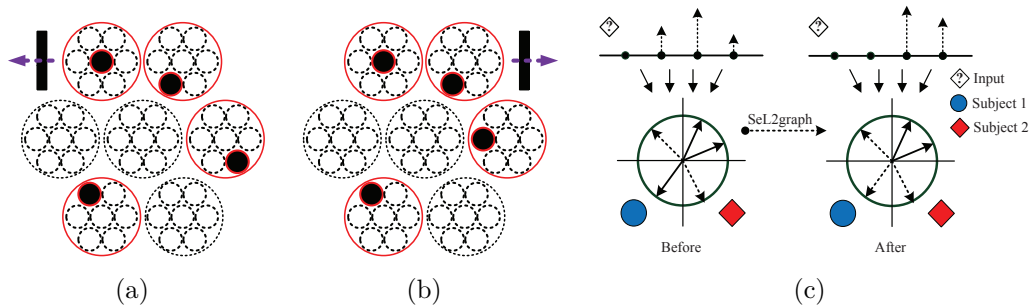 ?
?
Input
Subject 1
Subject 2
SeL2graph
Before
After
(a)
(b)
(c)